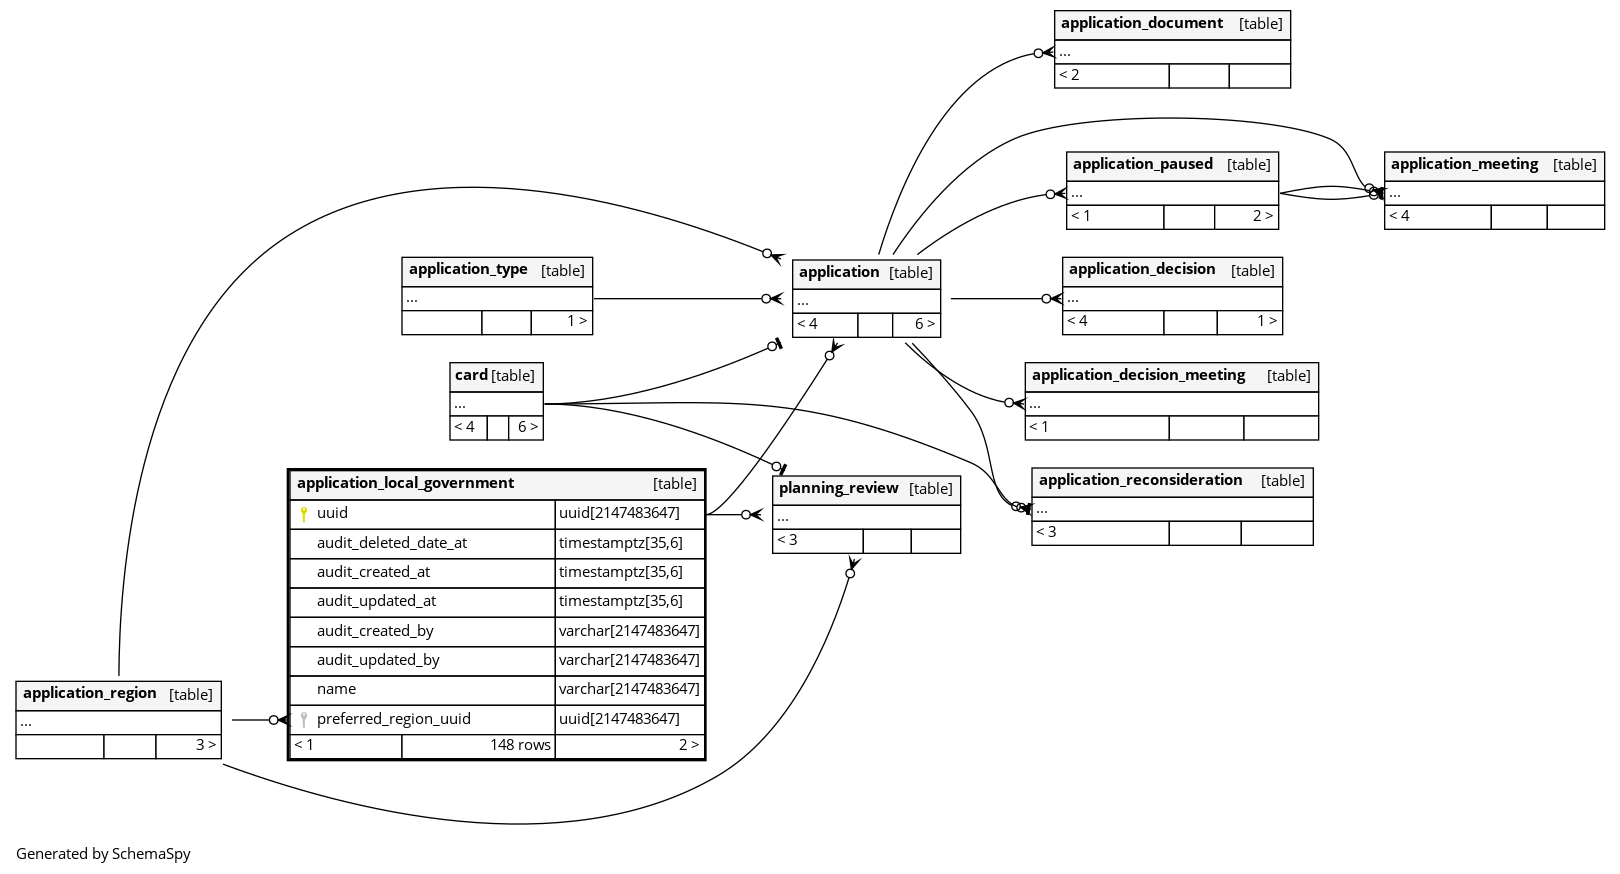 application_document [table]
...
< 2
application_paused [table]
...
< 1 2 >
application_meeting [table]
...
< 4
application_type [table]
...
1 >
application [table]
...
< 4 6 >
application_decision [table]
...
< 4 1 >
card [table]
...
< 4 6 >
application_decision_meeting [table]
...
< 1
application_local_government [table]
uuid uuid[2147483647]
audit_deleted_date_at timestamptz[35,6]
audit_created_at timestamptz[35,6]
audit_updated_at timestamptz[35,6]
audit_created_by varchar[2147483647]
audit_updated_by varchar[2147483647]
name varchar[2147483647]
preferred_region_uuid uuid[2147483647]
< 1 148 rows 2 >
planning_review [table]
...
< 3
application_reconsideration [table]
...
< 3
application_region [table]
...
3 >
Generated by SchemaSpy